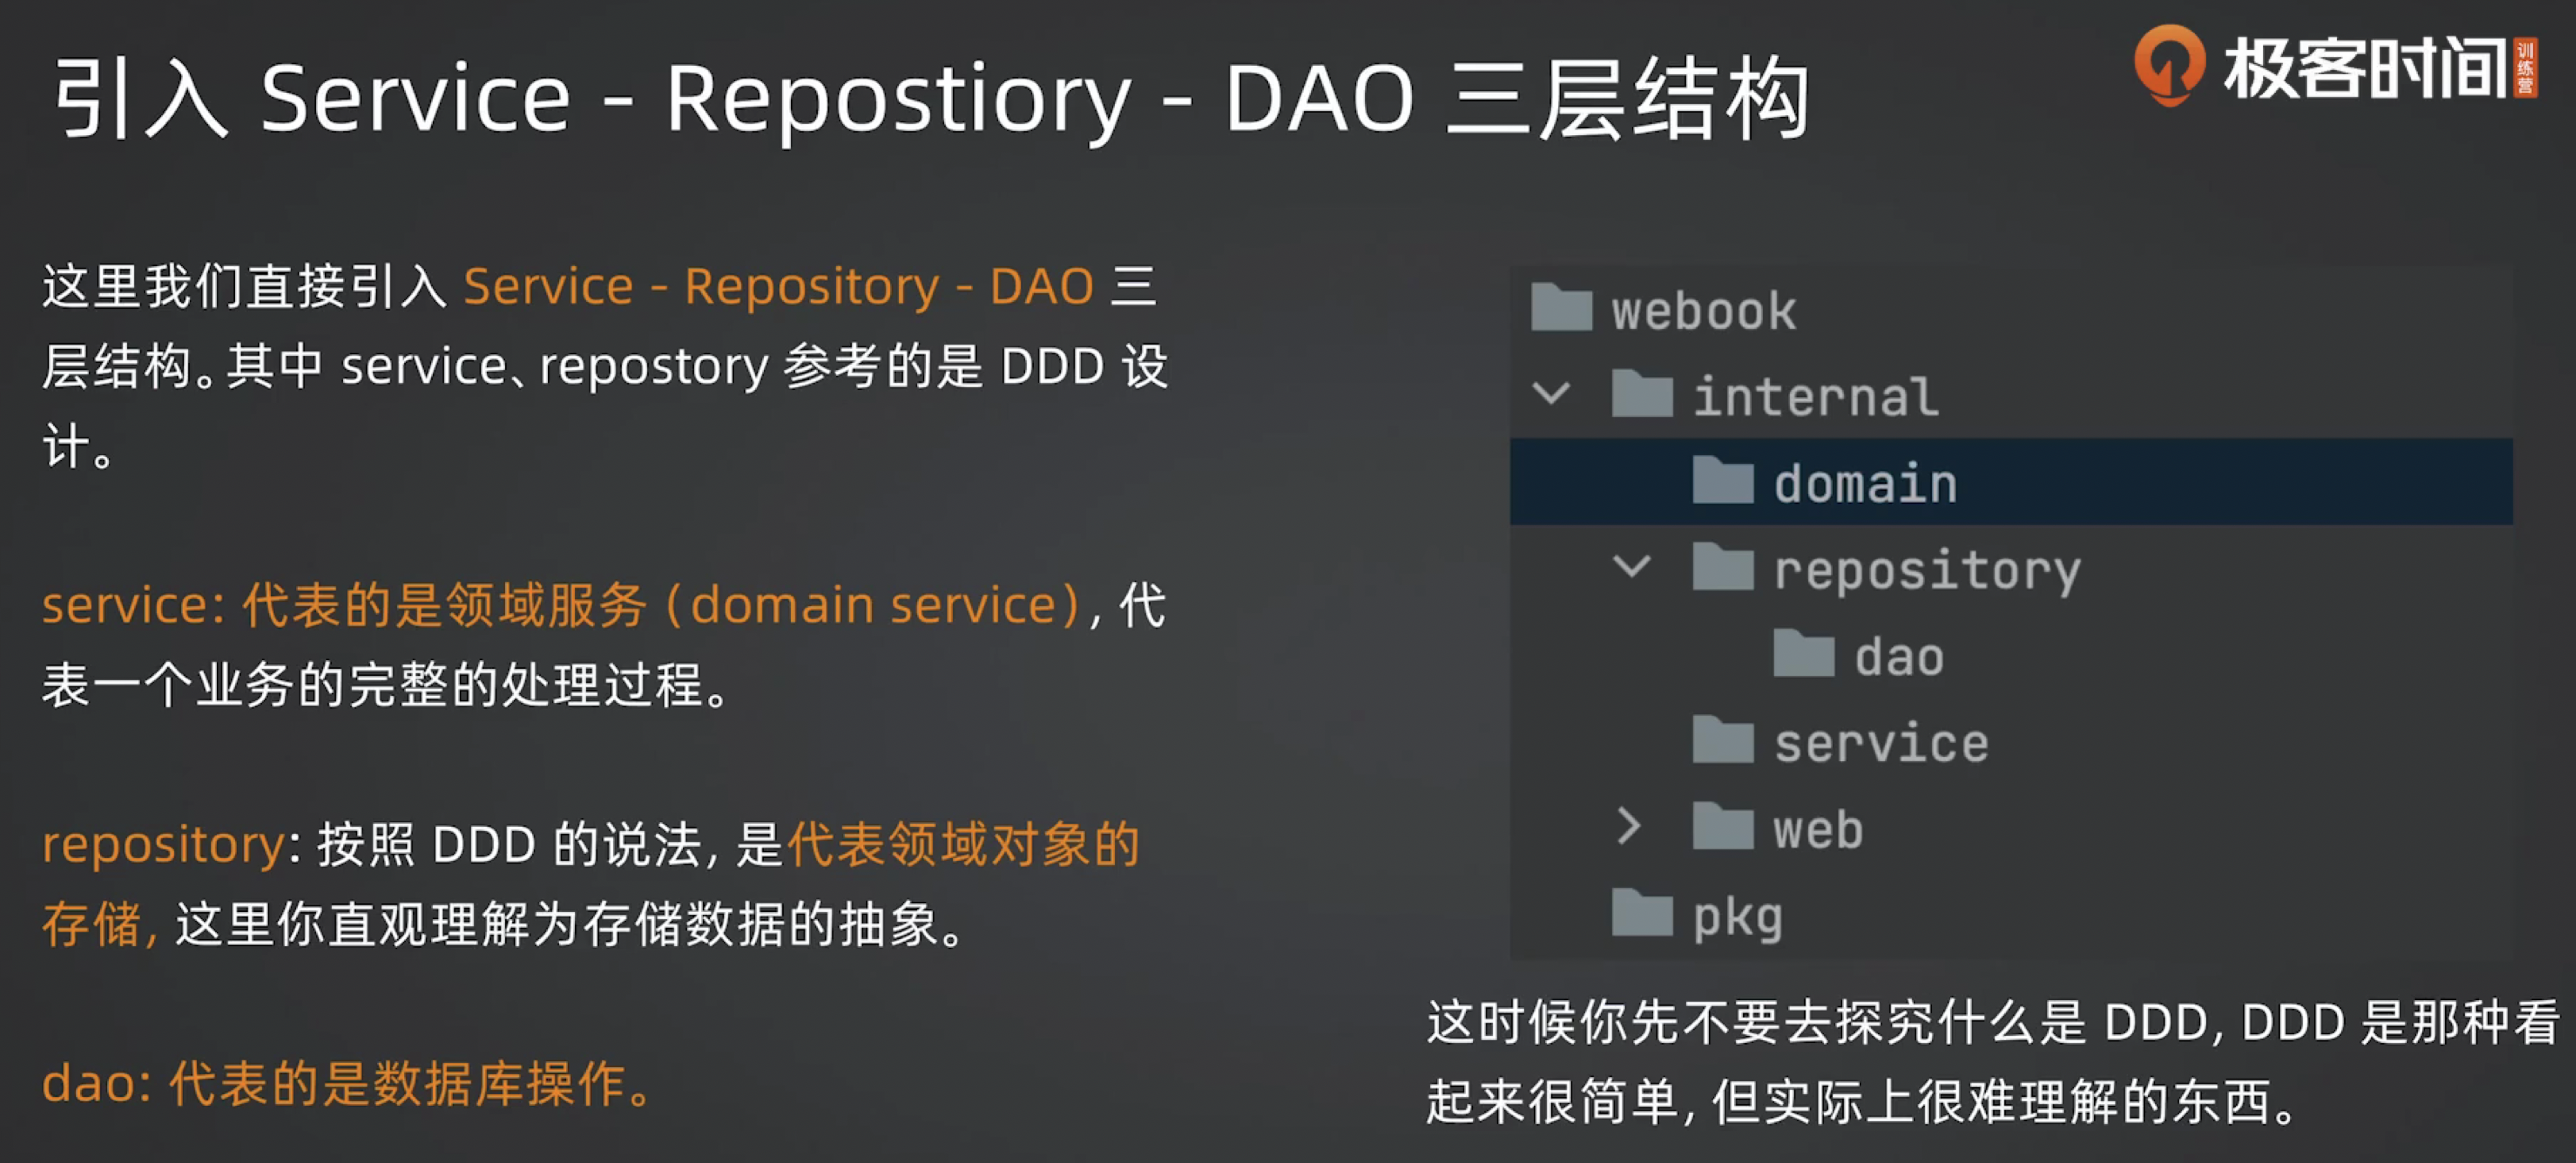 引入 Service - Repostiory - DAO 三层结构
极客时间
训练营
这里我们直接引入 Service - Repository - DAO 三
层结构。其中 service、repostory 参考的是 DDD 设
计。
service: 代表的是领域服务（domain service），代
表一个业务的完整的处理过程。
repository: 按照 DDD 的说法，是代表领域对象的
存储，这里你直观理解为存储数据的抽象。
dao: 代表的是数据库操作。
webook
internal
domain
repository
dao
service
web
pkg
这时候你先不要去探究什么是 DDD，DDD 是那种看
起来很简单，但实际上很难理解的东西。